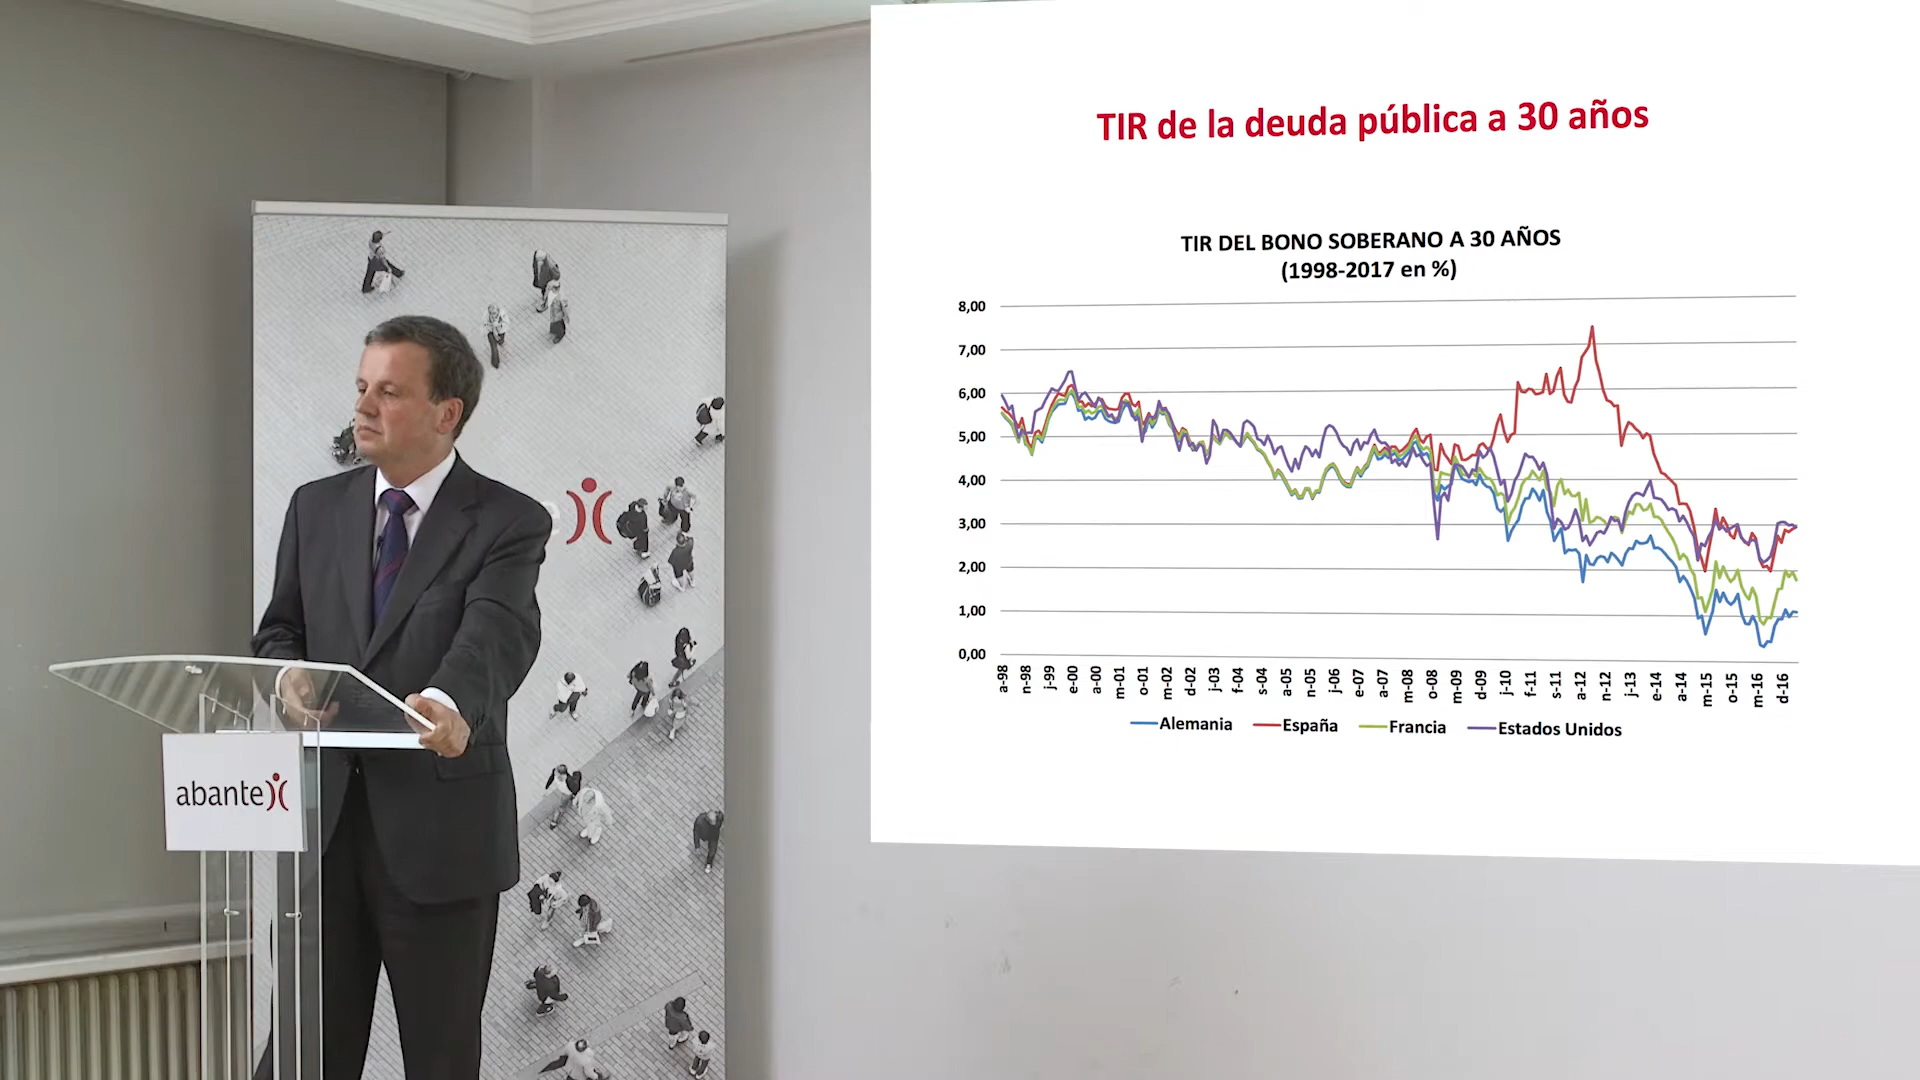 TIR de la deuda pública a 30 años
TIR DEL BONO SOBERANO A 30 AÑOS
(1998-2017 en %)
8,00
7,00
6,00
5,00
4,00
3,00
2,00
1,00
0,00
a-98
n-98
j-99
e-00
a-00
m-01
o-01
m-02
d-02
j-03
f-04
s-04
a-05
n-05
j-06
e-07
a-07
m-08
o-08
m-09
d-09
j-10
f-11
s-11
a-12
n-12
j-13
e-14
a-14
m-15
o-15
m-16
d-16
Alemania España Francia Estados Unidos
e
abante